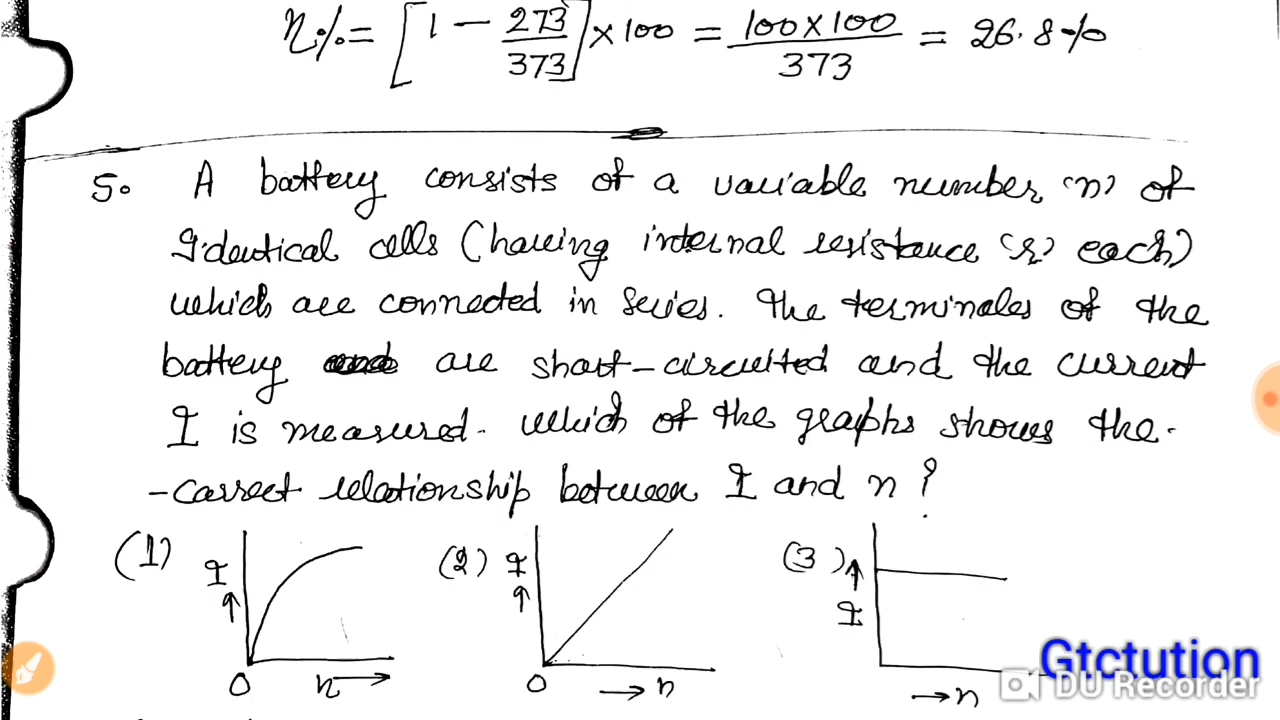 η% = [1 − 273/373] × 100 = 100 × 100/373 = 26.8%
5. A battery consists of a variable number 'n' of
Identical cells (having internal resistance 'r' each)
which are connected in series. The terminales of the
battery are short-circuited and the current
I is measured. which of the graphs shows the
-correct relationship between I and n?
(1) I ↑ 0 n → (2) I ↑ 0 → n (3) ↑ I → n
Gtctution
DU Recorder